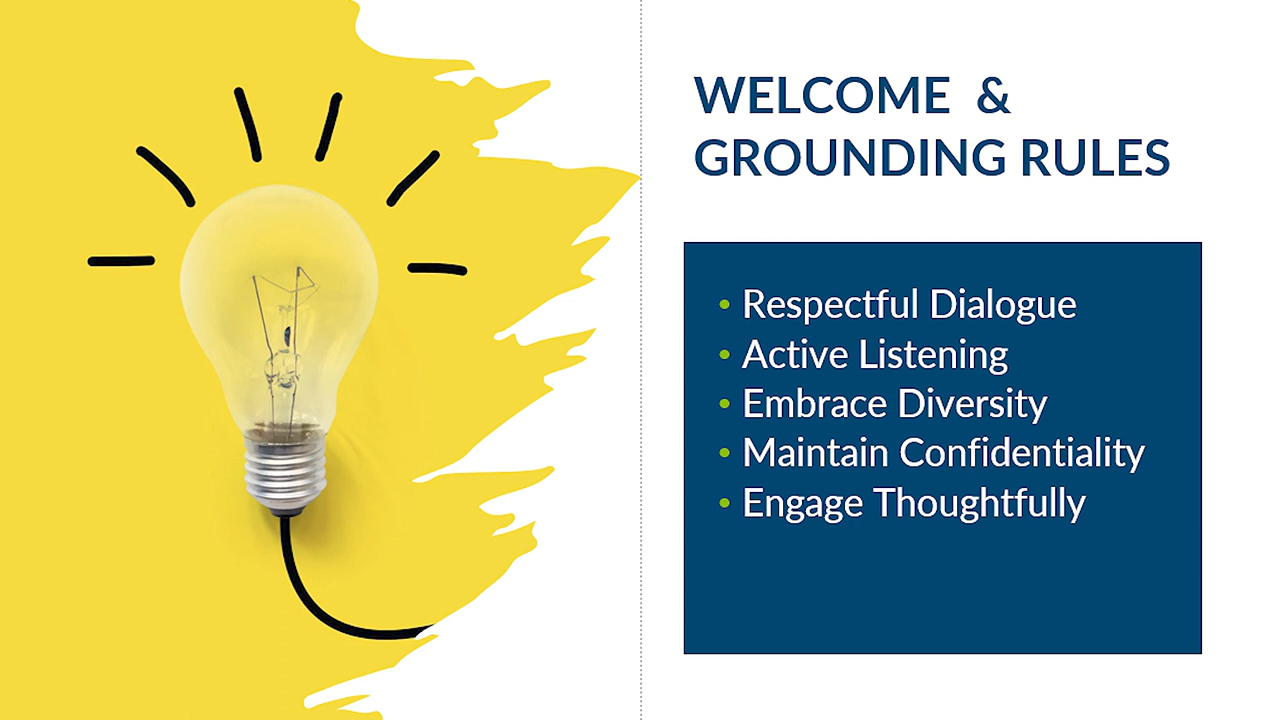 WELCOME & 
GROUNDING RULES
• Respectful Dialogue
• Active Listening
• Embrace Diversity
• Maintain Confidentiality
• Engage Thoughtfully